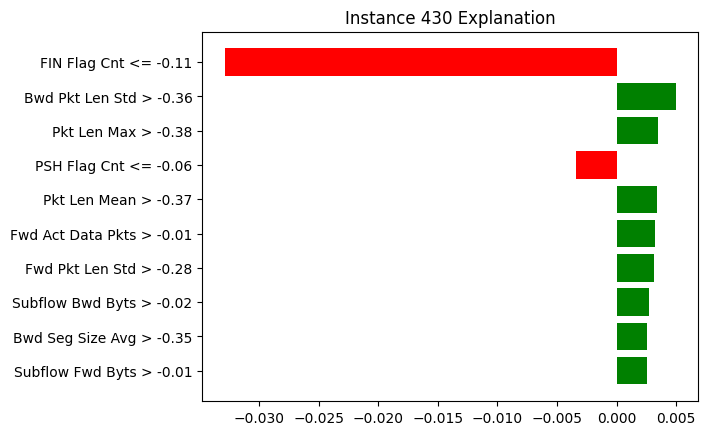 Instance 430 Explanation
FIN Flag Cnt <= -0.11
Bwd Pkt Len Std > -0.36
Pkt Len Max > -0.38
PSH Flag Cnt <= -0.06
Pkt Len Mean > -0.37
Fwd Act Data Pkts > -0.01
Fwd Pkt Len Std > -0.28
Subflow Bwd Byts > -0.02
Bwd Seg Size Avg > -0.35
Subflow Fwd Byts > -0.01
−0.030 −0.025 −0.020 −0.015 −0.010 −0.005 0.000 0.005